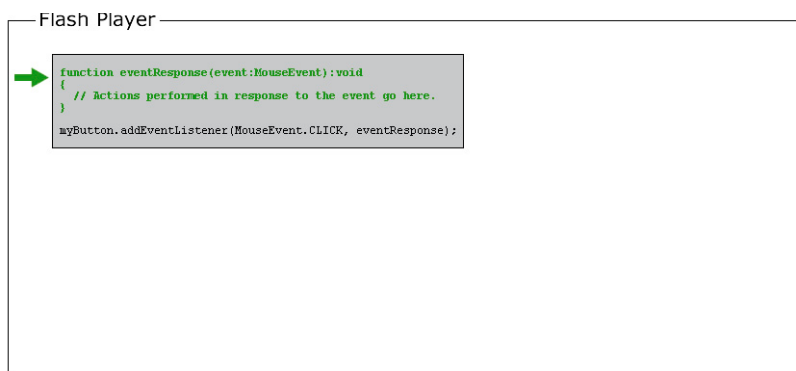 Flash Player
function eventResponse(event:MouseEvent):void
{
// Actions performed in response to the event go here.
}
myButton.addEventListener(MouseEvent.CLICK, eventResponse);